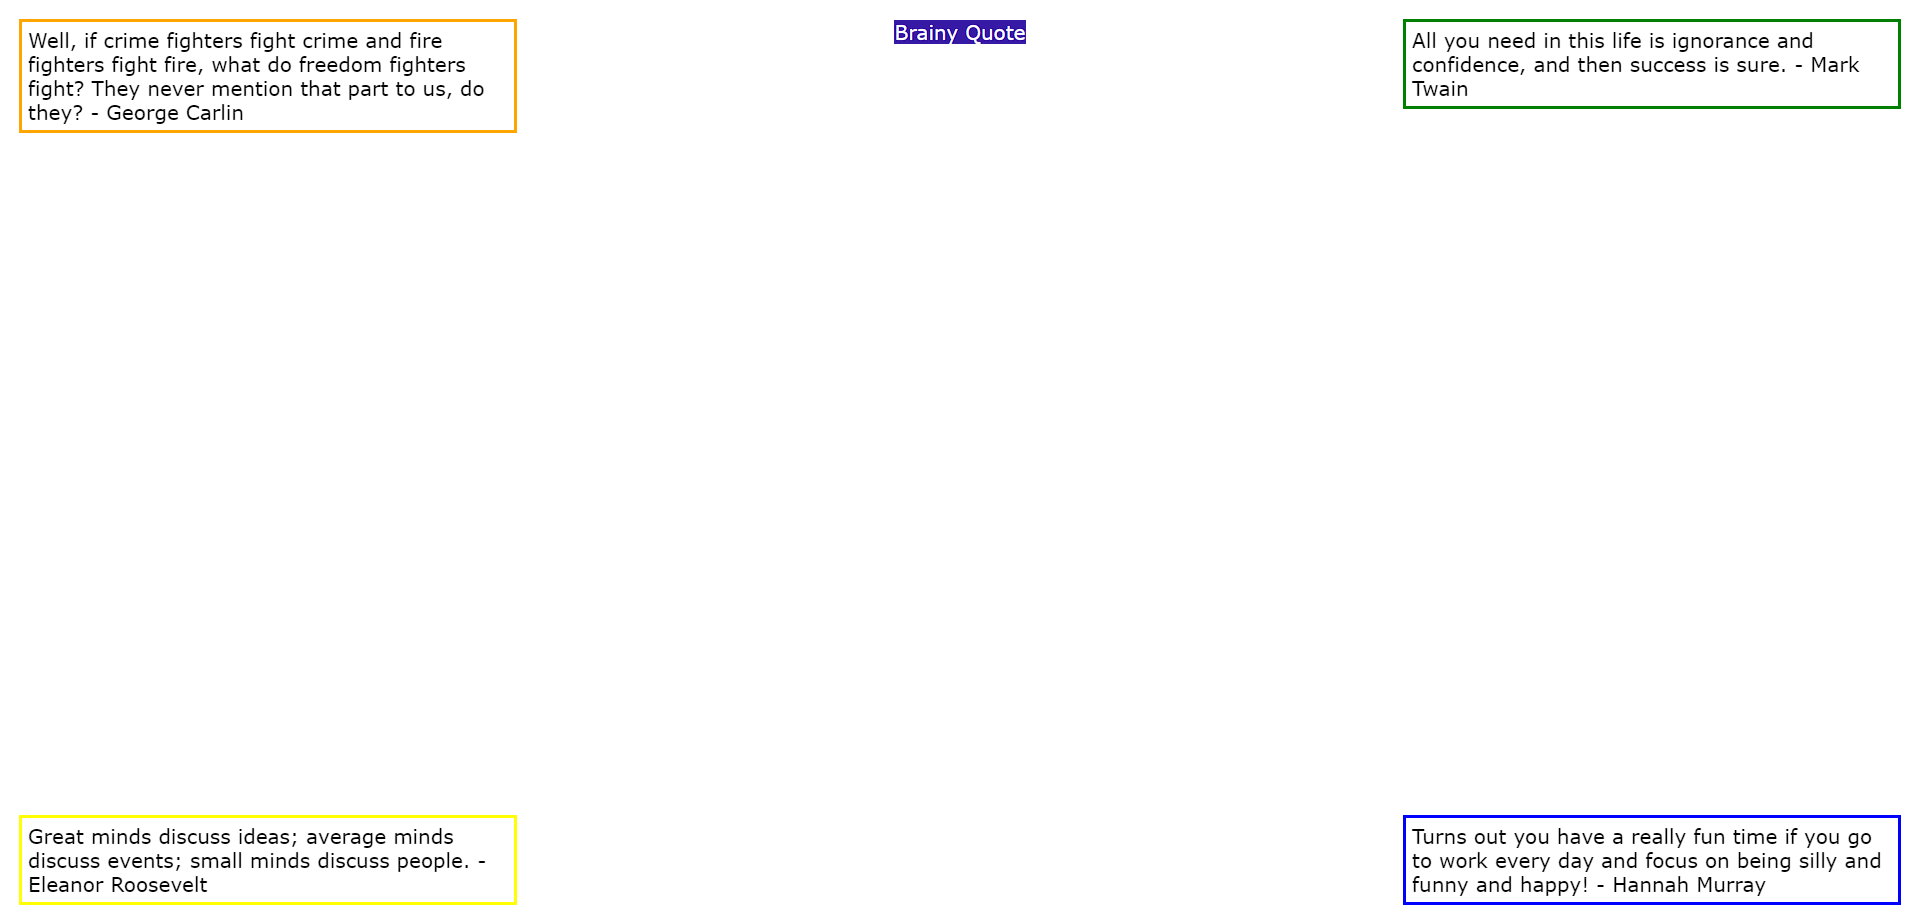 Well, if crime fighters fight crime and fire
fighters fight fire, what do freedom fighters
fight? They never mention that part to us, do
they? - George Carlin
Brainy Quote
All you need in this life is ignorance and
confidence, and then success is sure. - Mark
Twain
Great minds discuss ideas; average minds
discuss events; small minds discuss people. -
Eleanor Roosevelt
Turns out you have a really fun time if you go
to work every day and focus on being silly and
funny and happy! - Hannah Murray